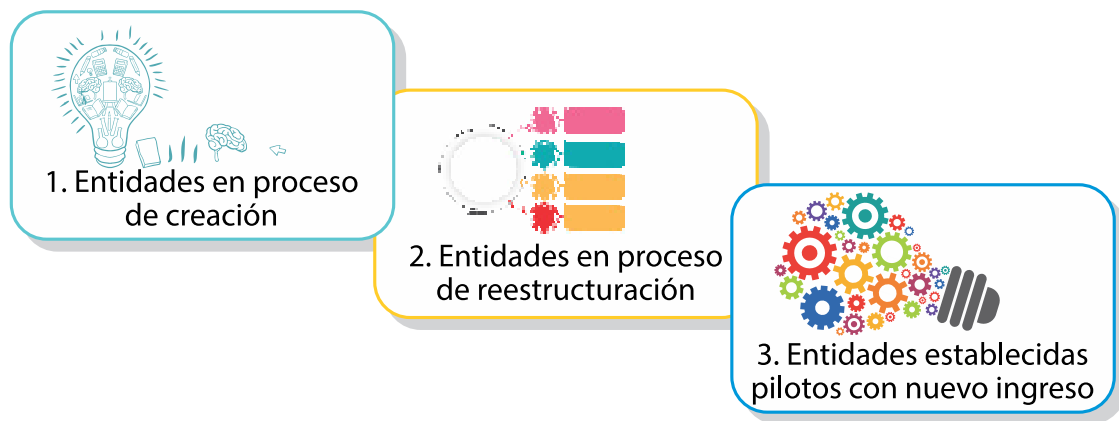 1. Entidades en proceso
de creación
2. Entidades en proceso
de reestructuración
3. Entidades establecidas
pilotos con nuevo ingreso